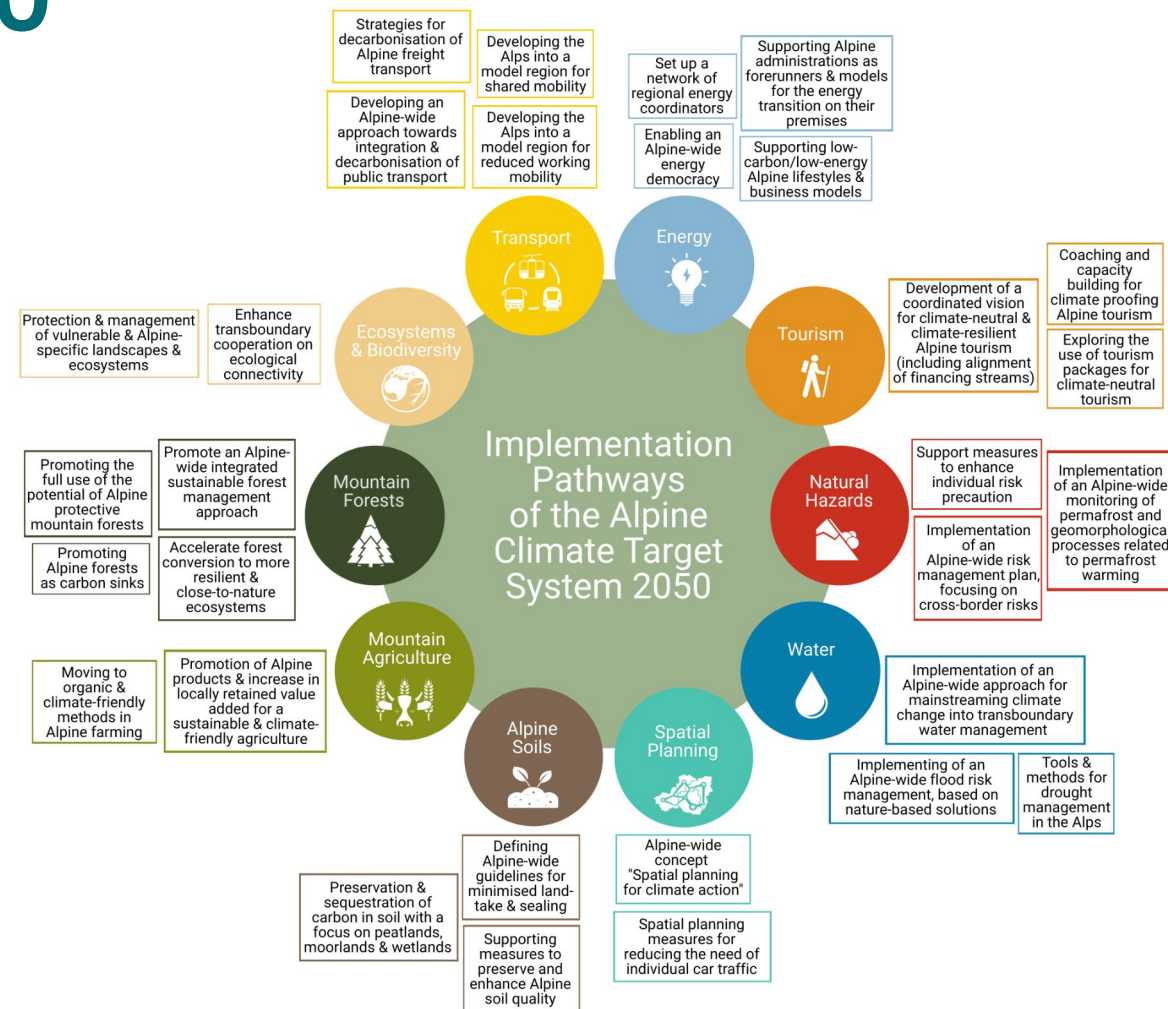 Strategies for
decarbonisation of
Alpine freight
transport
Developing the
Alps into a
model region for
shared mobility
Developing an
Alpine-wide
approach towards
integration &
decarbonisation of
public transport
Developing the
Alps into a
model region for
reduced working
mobility
Set up a
network of
regional energy
coordinators
Supporting Alpine
administrations as
forerunners & models
for the energy
transition on their
premises
Enabling an
Alpine-wide
energy
democracy
Supporting low-
carbon/low-energy
Alpine lifestyles &
business models
Transport
Energy
Protection & management
of vulnerable & Alpine-
specific landscapes &
ecosystems
Enhance
transboundary
cooperation on
ecological
connectivity
Ecosystems
& Biodiversity
Tourism
Development of a
coordinated vision
for climate-neutral &
climate-resilient
Alpine tourism
(including alignment
of financing streams)
Coaching and
capacity
building for
climate proofing
Alpine tourism
Exploring the
use of tourism
packages for
climate-neutral
tourism
Implementation
Pathways
of the Alpine
Climate Target
System 2050
Promoting the
full use of the
potential of Alpine
protective
mountain forests
Promote an Alpine-
wide integrated
sustainable forest
management
approach
Promoting
Alpine forests
as carbon sinks
Accelerate forest
conversion to more
resilient &
close-to-nature
ecosystems
Mountain
Forests
Natural
Hazards
Support measures
to enhance
individual risk
precaution
Implementation
of an
Alpine-wide risk
management plan,
focusing on
cross-border risks
Implementation
of an Alpine-wide
monitoring of
permafrost and
geomorphological
processes related
to permafrost
warming
Moving to
organic &
climate-friendly
methods in
Alpine farming
Promotion of Alpine
products & increase in
locally retained value
added for a
sustainable & climate-
friendly agriculture
Mountain
Agriculture
Water
Implementation of an
Alpine-wide approach for
mainstreaming climate
change into transboundary
water management
Implementing of an
Alpine-wide flood risk
management, based on
nature-based solutions
Tools &
methods for
drought
management
in the Alps
Alpine
Soils
Spatial
Planning
Preservation &
sequestration of
carbon in soil with a
focus on peatlands,
moorlands & wetlands
Defining
Alpine-wide
guidelines for
minimised land-
take & sealing
Supporting
measures to
preserve and
enhance Alpine
soil quality
Alpine-wide
concept
"Spatial planning
for climate action"
Spatial planning
measures for
reducing the need of
individual car traffic